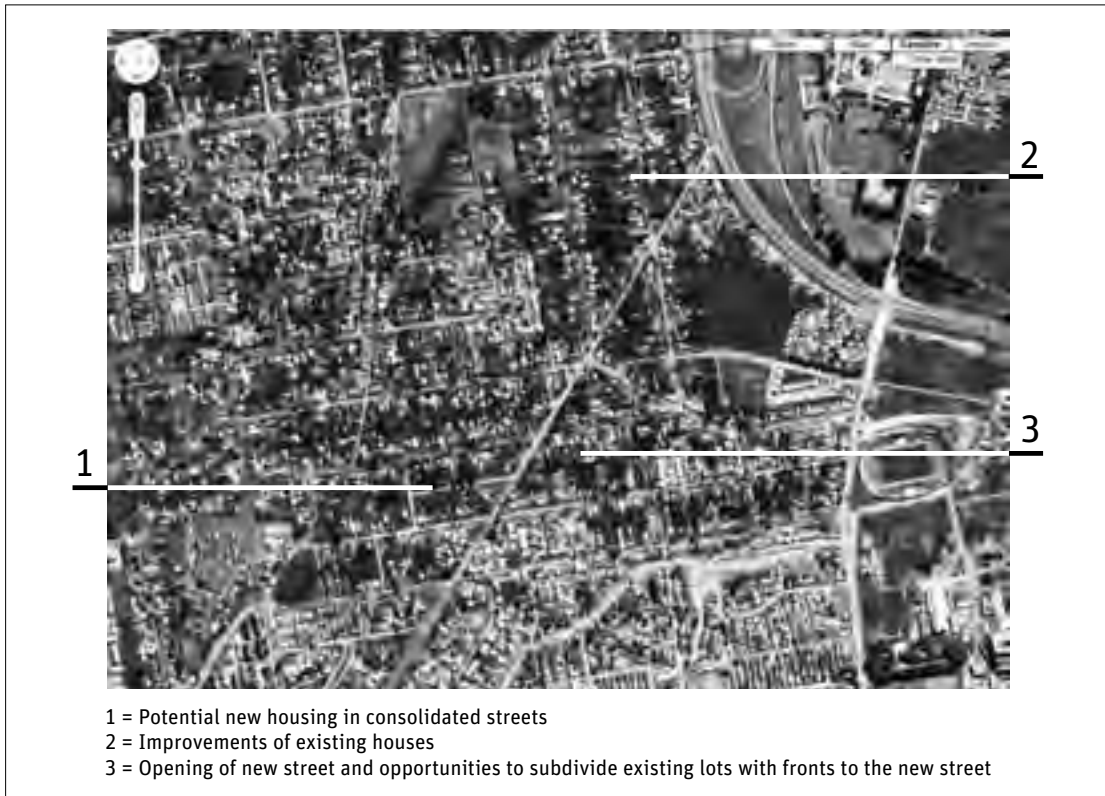 2
3
1
1 = Potential new housing in consolidated streets
2 = Improvements of existing houses
3 = Opening of new street and opportunities to subdivide existing lots with fronts to the new street